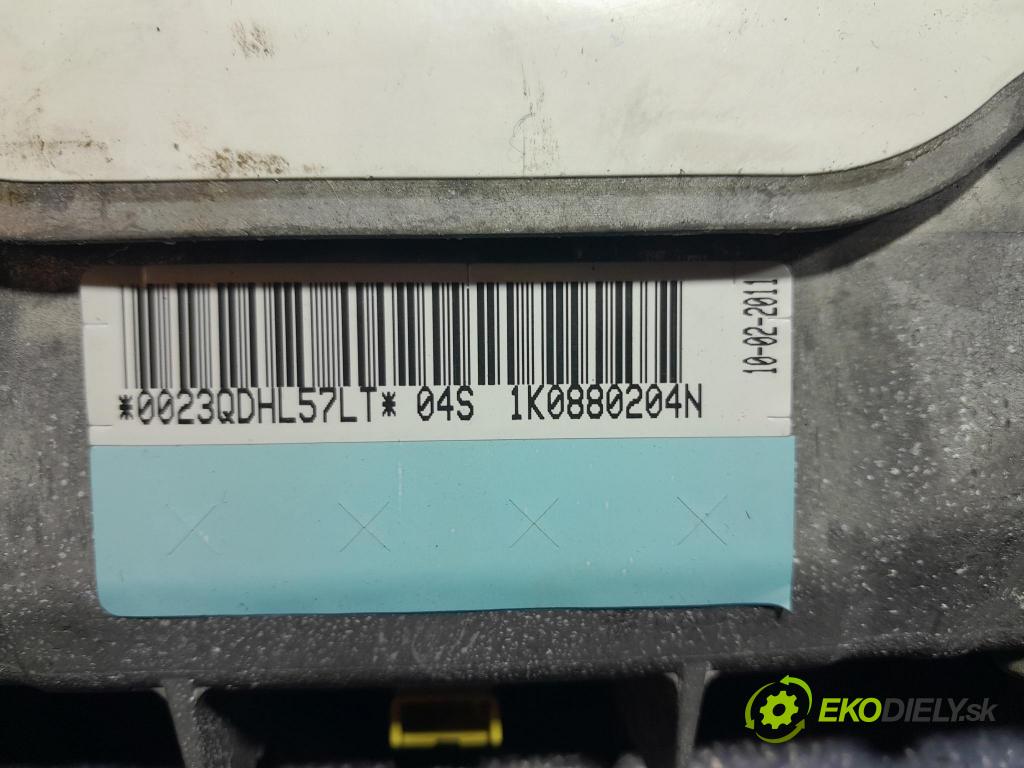 *0023QDHL57LT* 04S 1K0880204N
10-02-2011
EKODIELY.sk